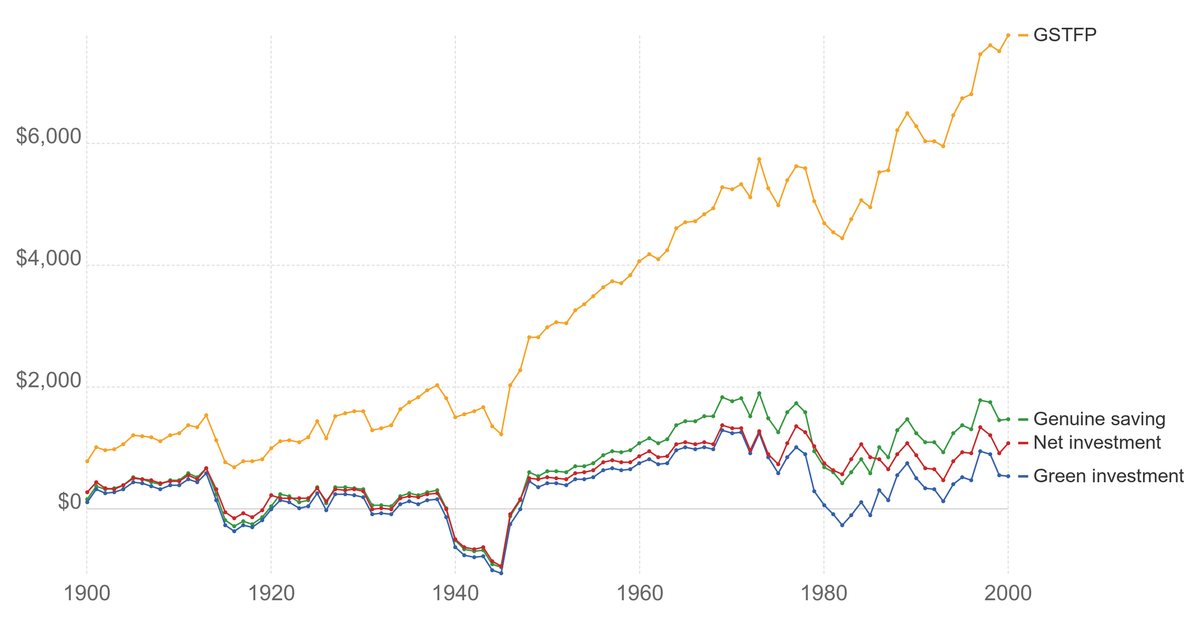 GSTFP
$6,000
$4,000
$2,000
Genuine saving
Net investment
Green investment
$0
1900 1920 1940 1960 1980 2000